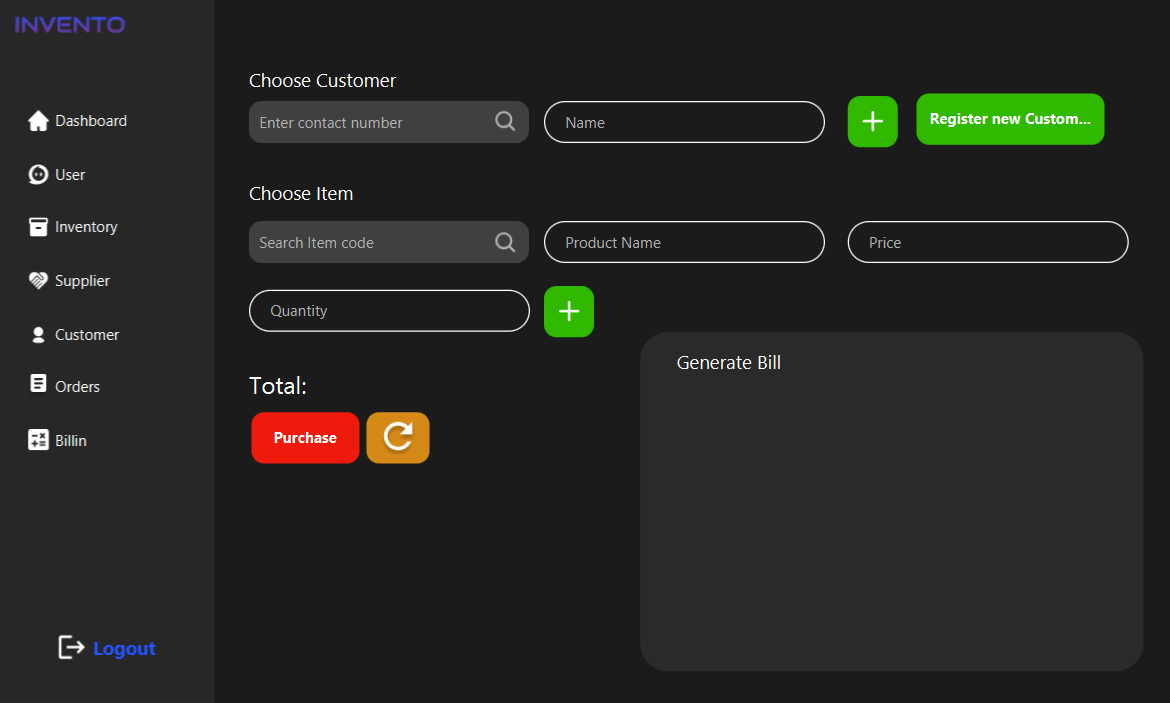 INVENTO
Dashboard
User
Inventory
Supplier
Customer
Orders
Billin
Logout
Choose Customer
Enter contact number
Name
Register new Custom...
Choose Item
Search Item code
Product Name
Price
Quantity
Total:
Purchase
Generate Bill